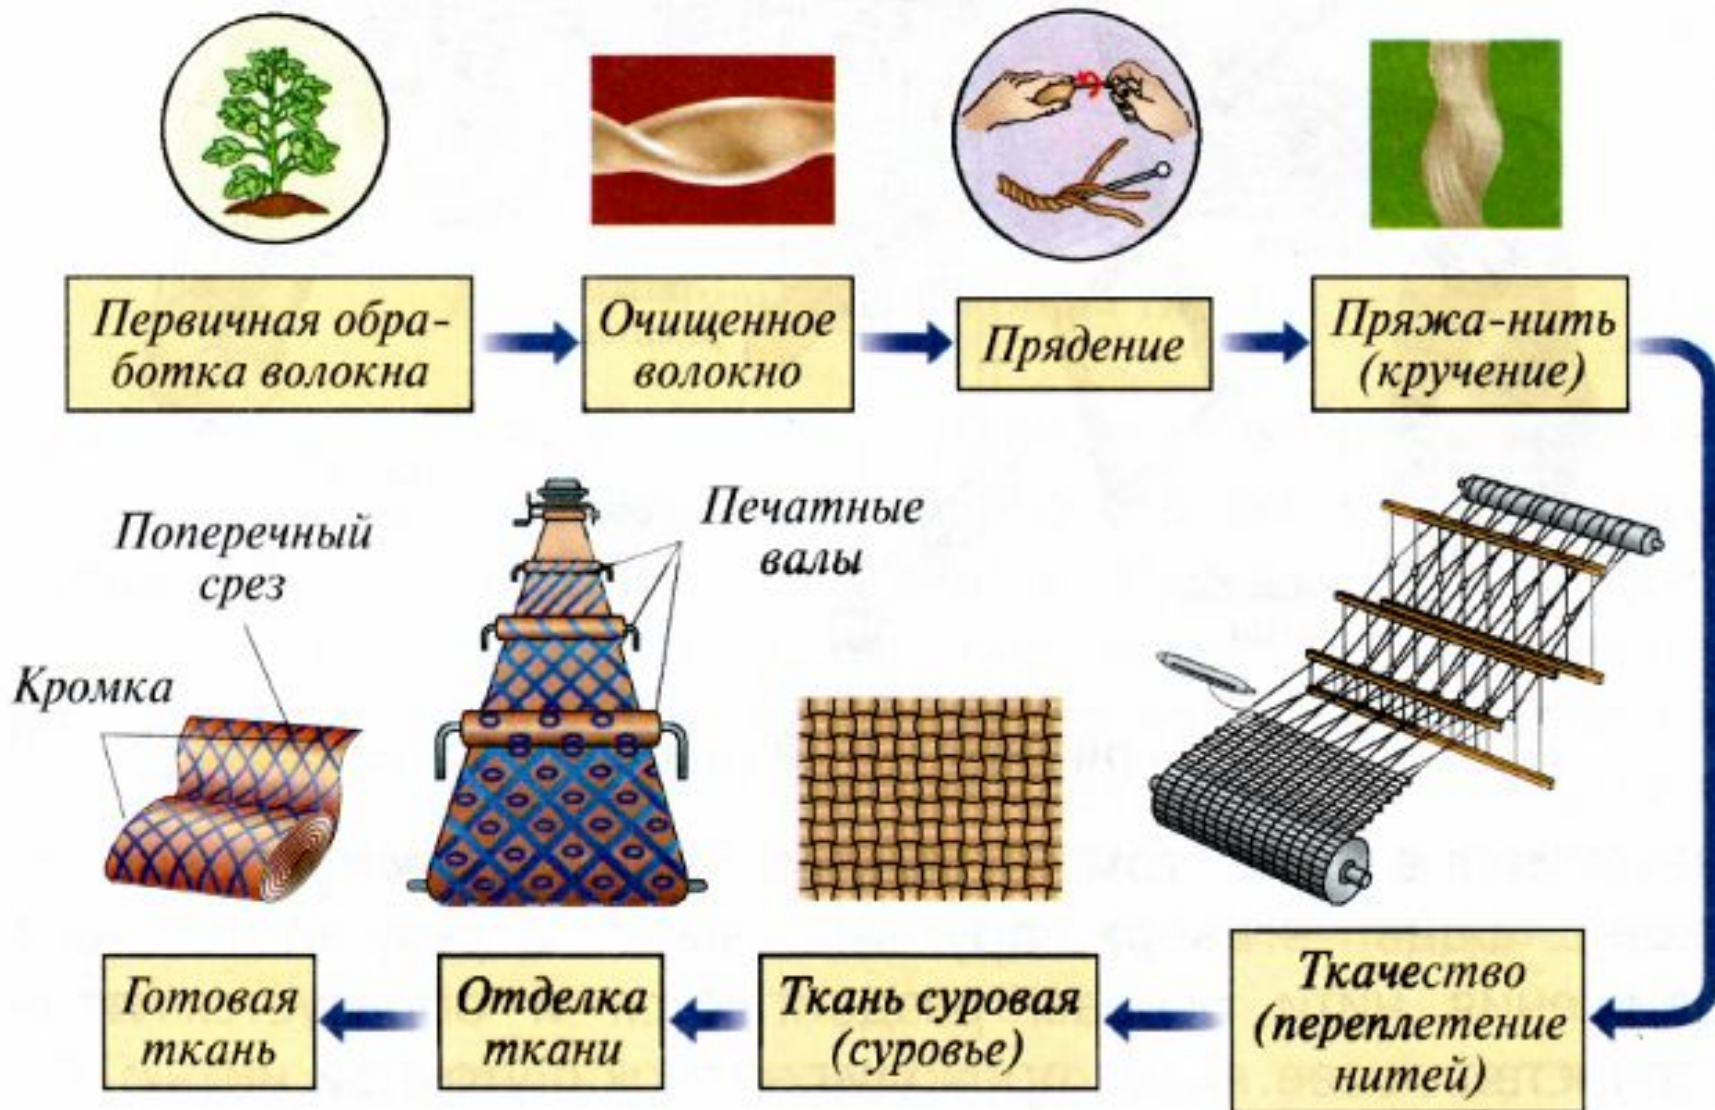 Первичная обра-
ботка волокна
Очищенное
волокно
Прядение
Пряжа-нить
(кручение)
Поперечный
срез
Кромка
Печатные
валы
Готовая
ткань
Отделка
ткани
Ткань суровая
(суровье)
Ткачество
(переплетение
нитей)